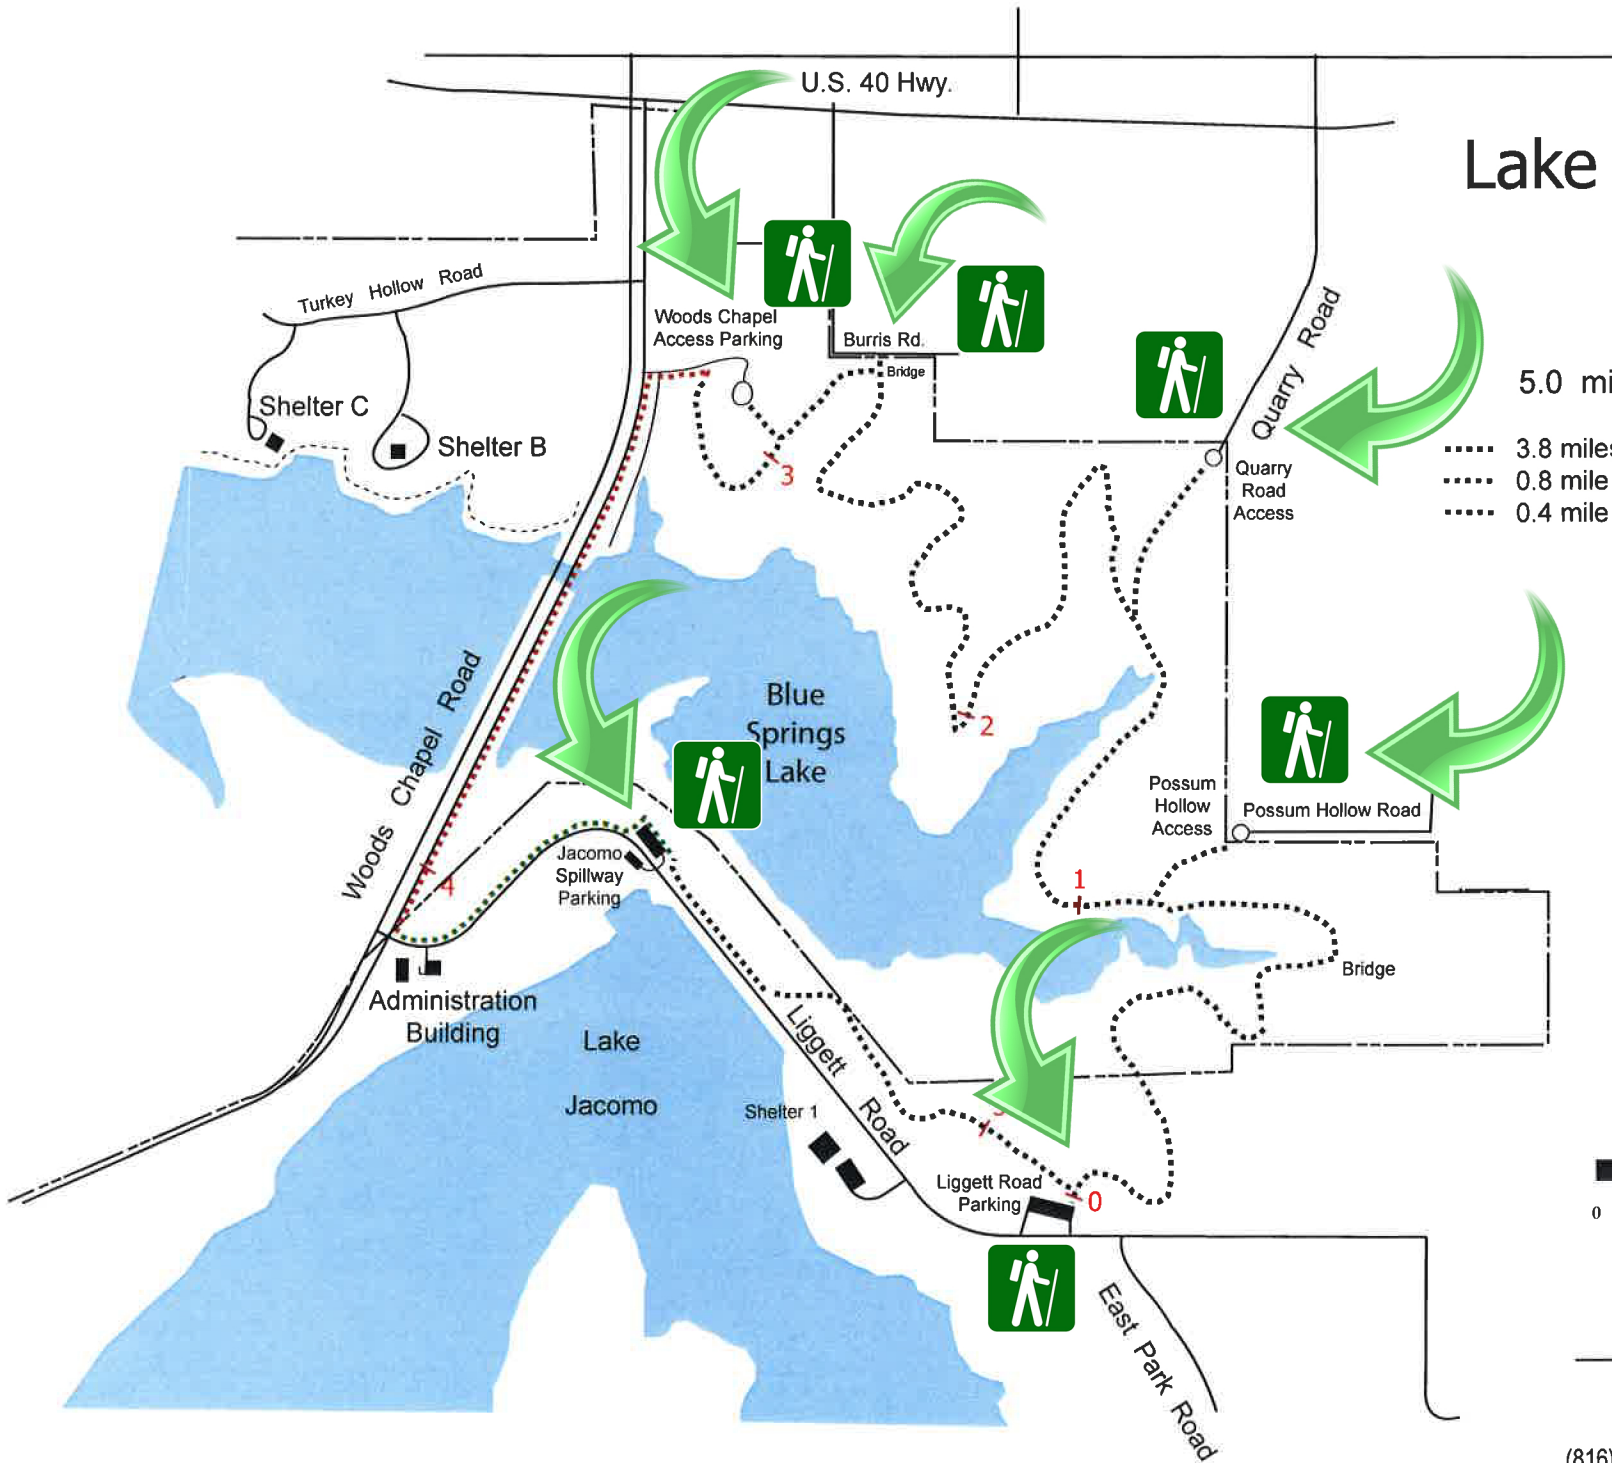 U.S. 40 Hwy.
Lake
Turkey Hollow Road
Woods Chapel
Access Parking
Burris Rd.
Bridge
Quarry Road
Shelter C
Shelter B
3
Quarry
Road
Access
5.0 mi
3.8 miles
0.8 mile
0.4 mile
Woods Chapel Road
Blue
Springs
Lake
2
Possum
Hollow
Access
Possum Hollow Road
Jacomo
Spillway
Parking
4
1
Bridge
Administration
Building
Lake
Jacomo
Liggett Road
Shelter 1
Liggett Road
Parking
0
0
East Park Road
(816)